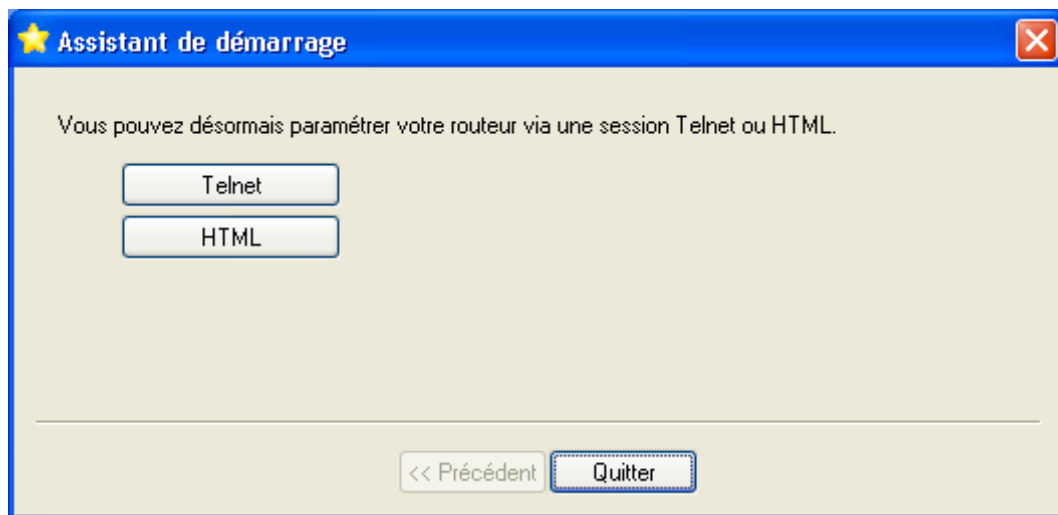 Assistant de démarrage
Vous pouvez désormais paramétrer votre routeur via une session Telnet ou HTML.
Telnet
HTML
<< Précédent Quitter